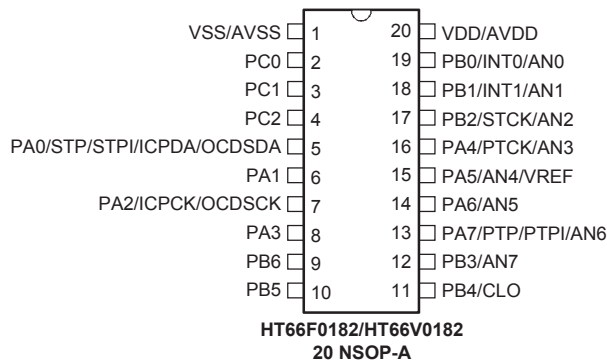 VSS/AVSS 1 20 VDD/AVDD
PC0 2 19 PB0/INT0/AN0
PC1 3 18 PB1/INT1/AN1
PC2 4 17 PB2/STCK/AN2
PA0/STP/STPI/ICPDA/OCDSDA 5 16 PA4/PTCK/AN3
PA1 6 15 PA5/AN4/VREF
PA2/ICPCK/OCDSCK 7 14 PA6/AN5
PA3 8 13 PA7/PTP/PTPI/AN6
PB6 9 12 PB3/AN7
PB5 10 11 PB4/CLO
HT66F0182/HT66V0182
20 NSOP-A